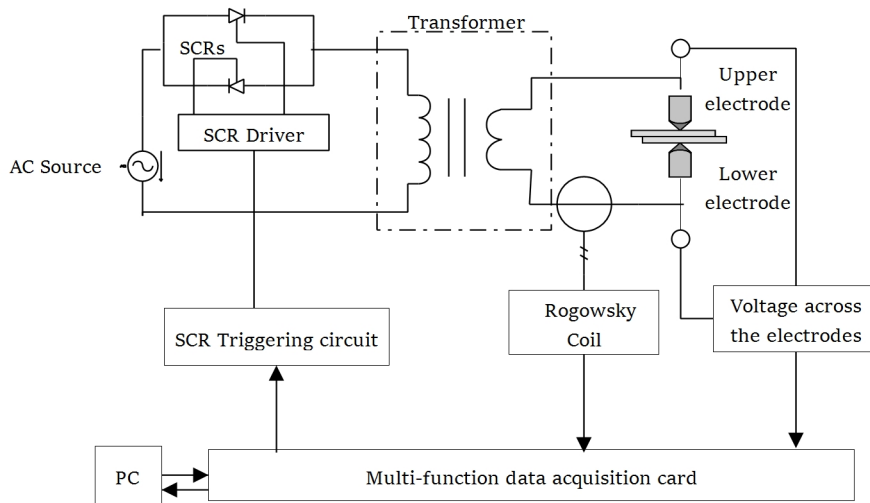 Transformer
SCRs
Upper
electrode
SCR Driver
AC Source
Lower
electrode
Rogowsky
Coil
Voltage across
the electrodes
SCR Triggering circuit
PC
Multi-function data acquisition card